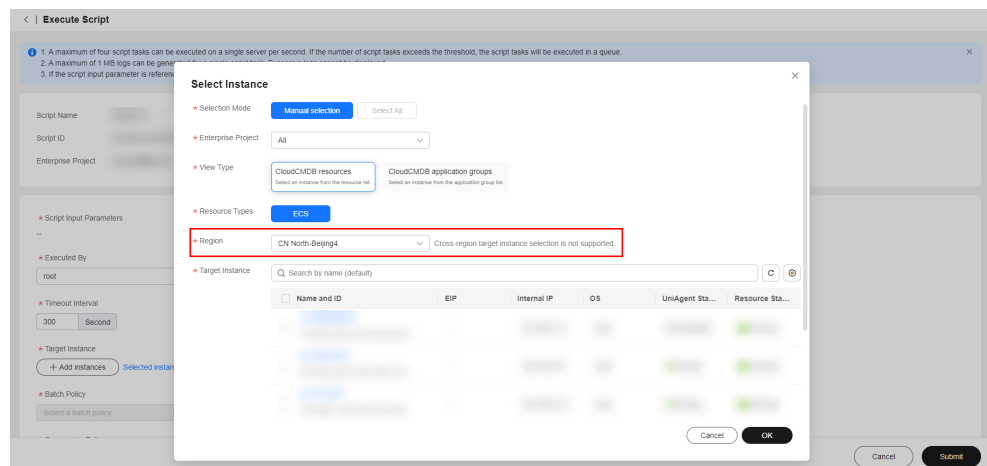 < | Execute Script
1. A maximum of four script tasks can be executed on a single server per second. If the number of script tasks exceeds the threshold, the script tasks will be executed in a queue.
2. A maximum of 1 MB logs can be
3. If the script input parameter is
Script Name
Script ID
Enterprise Project
* Script Input Parameters
--
* Executed By
root
* Timeout Interval
300 Second
* Target Instance
+ Add instances Selected
* Batch Policy
Select a batch policy
Select Instance
* Selection Mode Manual selection Select All
* Enterprise Project All
* View Type
CloudCMDB resources CloudCMDB application groups
Select an instance from the resource list. Select an instance from the application group list.
* Resource Types ECS
* Region CN North-Beijing4 Cross-region target instance selection is not supported.
* Target Instance Search by name (default)
Name and ID EIP Internal IP OS UniAgent Sta... Resource Sta...
Cancel OK
Cancel Submit